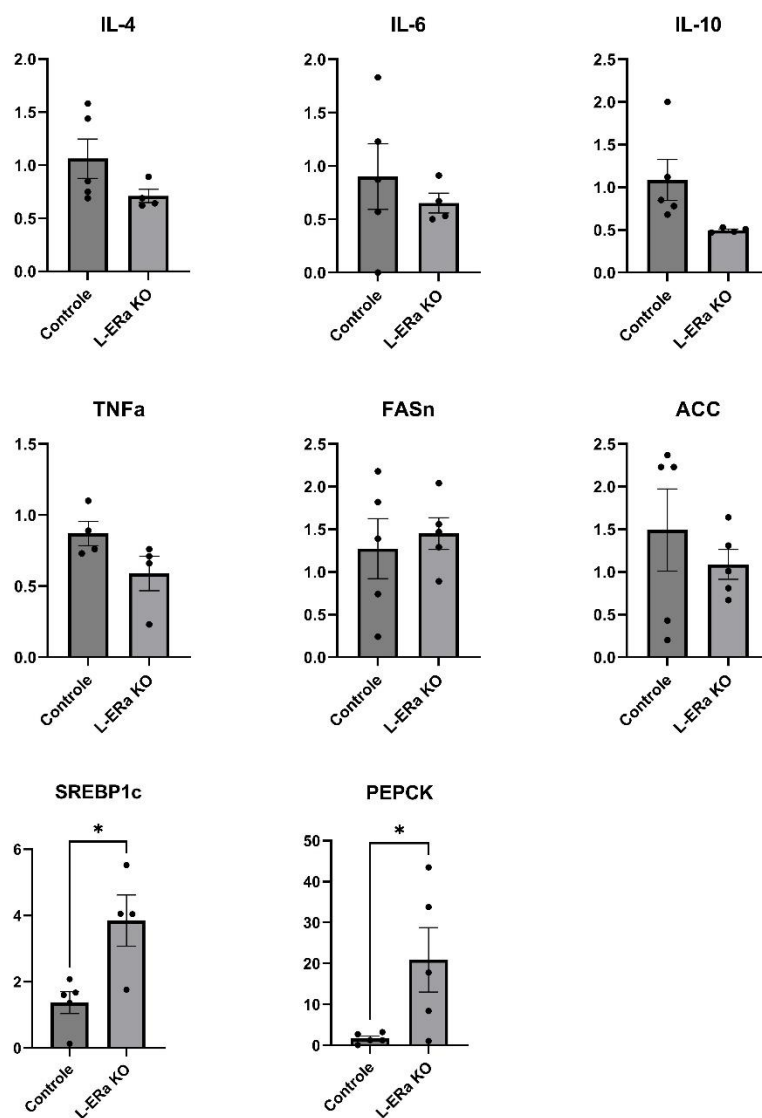 IL-4
2.0
1.5
1.0
0.5
0.0
Controle
L-ERa KO
IL-6
2.0
1.5
1.0
0.5
0.0
Controle
L-ERa KO
IL-10
2.5
2.0
1.5
1.0
0.5
0.0
Controle
L-ERa KO
TNFa
1.5
1.0
0.5
0.0
Controle
L-ERa KO
FASn
2.5
2.0
1.5
1.0
0.5
0.0
Controle
L-ERa KO
ACC
2.5
2.0
1.5
1.0
0.5
0.0
Controle
L-ERa KO
SREBP1c
*
6
4
2
0
Controle
L-ERa KO
PEPCK
*
50
40
30
20
10
0
Controle
L-ERa KO